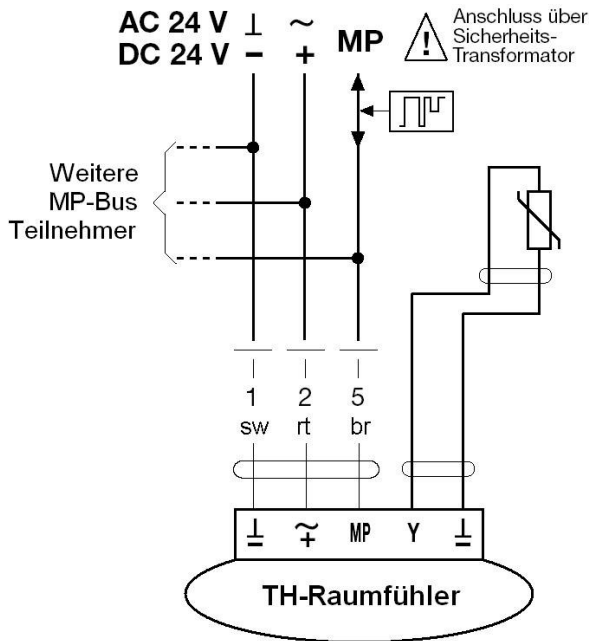 AC 24 V ⊥ ~
DC 24 V - +
MP
!
Anschluss über
Sicherheits-
Transformator
Weitere
MP-Bus
Teilnehmer
1 2 5
sw rt br
MP Y
TH-Raumfühler